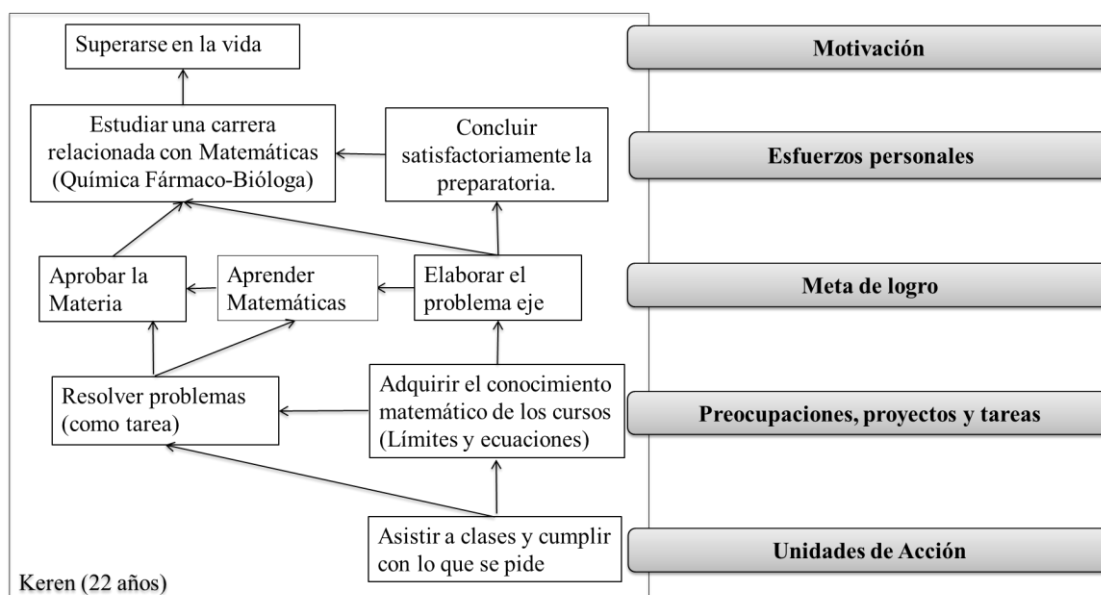 Superarse en la vida
Motivación
Estudiar una carrera
relacionada con Matemáticas
(Química Fármaco-Bióloga)
Concluir
satisfactoriamente la
preparatoria.
Esfuerzos personales
Aprobar la
Materia
Aprender
Matemáticas
Elaborar el
problema eje
Meta de logro
Resolver problemas
(como tarea)
Adquirir el conocimiento
matemático de los cursos
(Límites y ecuaciones)
Preocupaciones, proyectos y tareas
Asistir a clases y cumplir
con lo que se pide
Unidades de Acción
Keren (22 años)